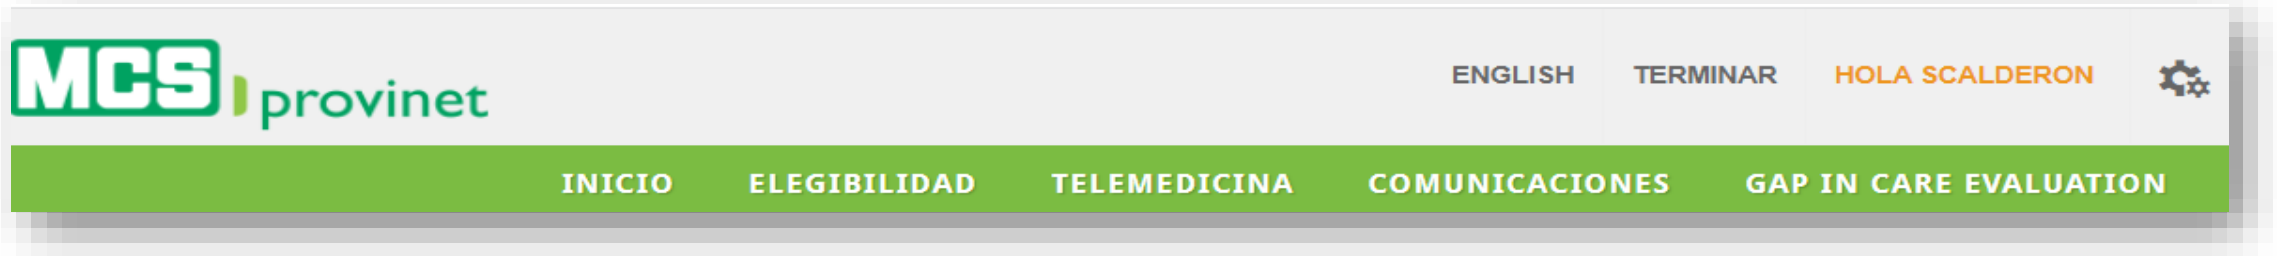 MCS provinet
ENGLISH TERMINAR HOLA SCALDERON
INICIO ELEGIBILIDAD TELEMEDICINA COMUNICACIONES GAP IN CARE EVALUATION